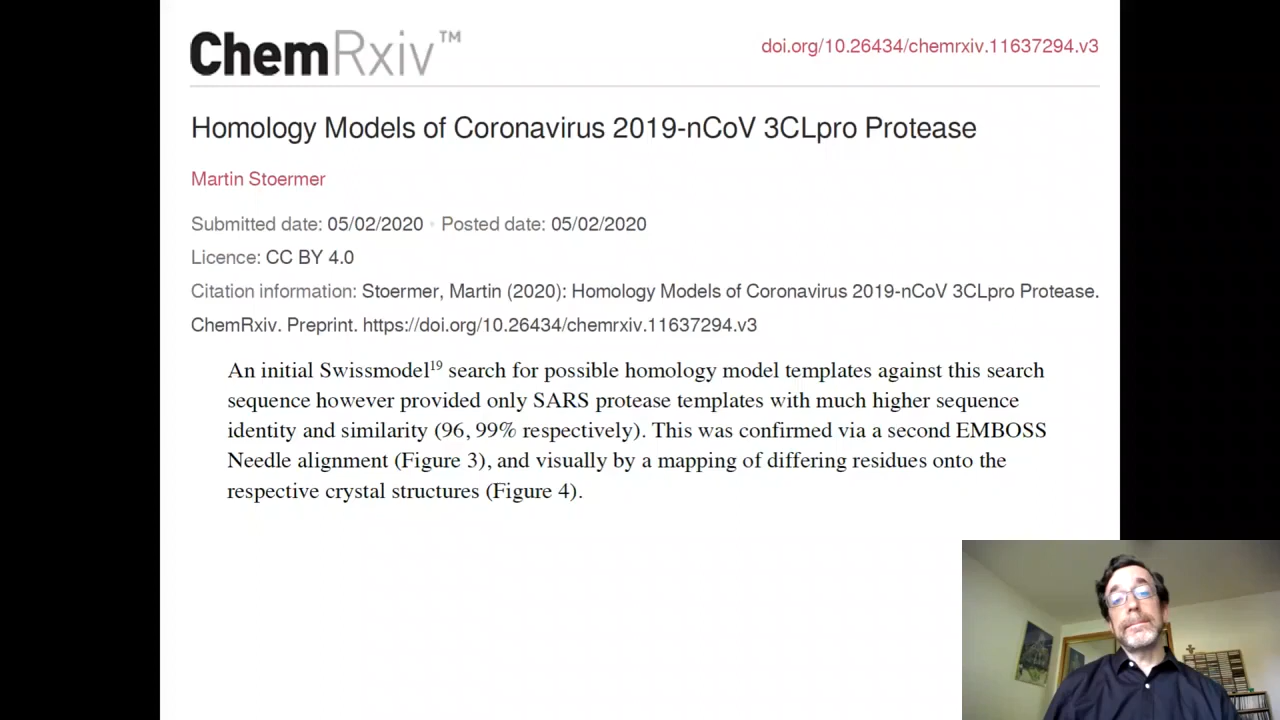 ChemRxiv™
doi.org/10.26434/chemrxiv.11637294.v3
Homology Models of Coronavirus 2019-nCoV 3CLpro Protease
Martin Stoermer
Submitted date: 05/02/2020 • Posted date: 05/02/2020
Licence: CC BY 4.0
Citation information: Stoermer, Martin (2020): Homology Models of Coronavirus 2019-nCoV 3CLpro Protease.
ChemRxiv. Preprint. https://doi.org/10.26434/chemrxiv.11637294.v3
An initial Swissmodel¹⁹ search for possible homology model templates against this search
sequence however provided only SARS protease templates with much higher sequence
identity and similarity (96, 99% respectively). This was confirmed via a second EMBOSS
Needle alignment (Figure 3), and visually by a mapping of differing residues onto the
respective crystal structures (Figure 4).